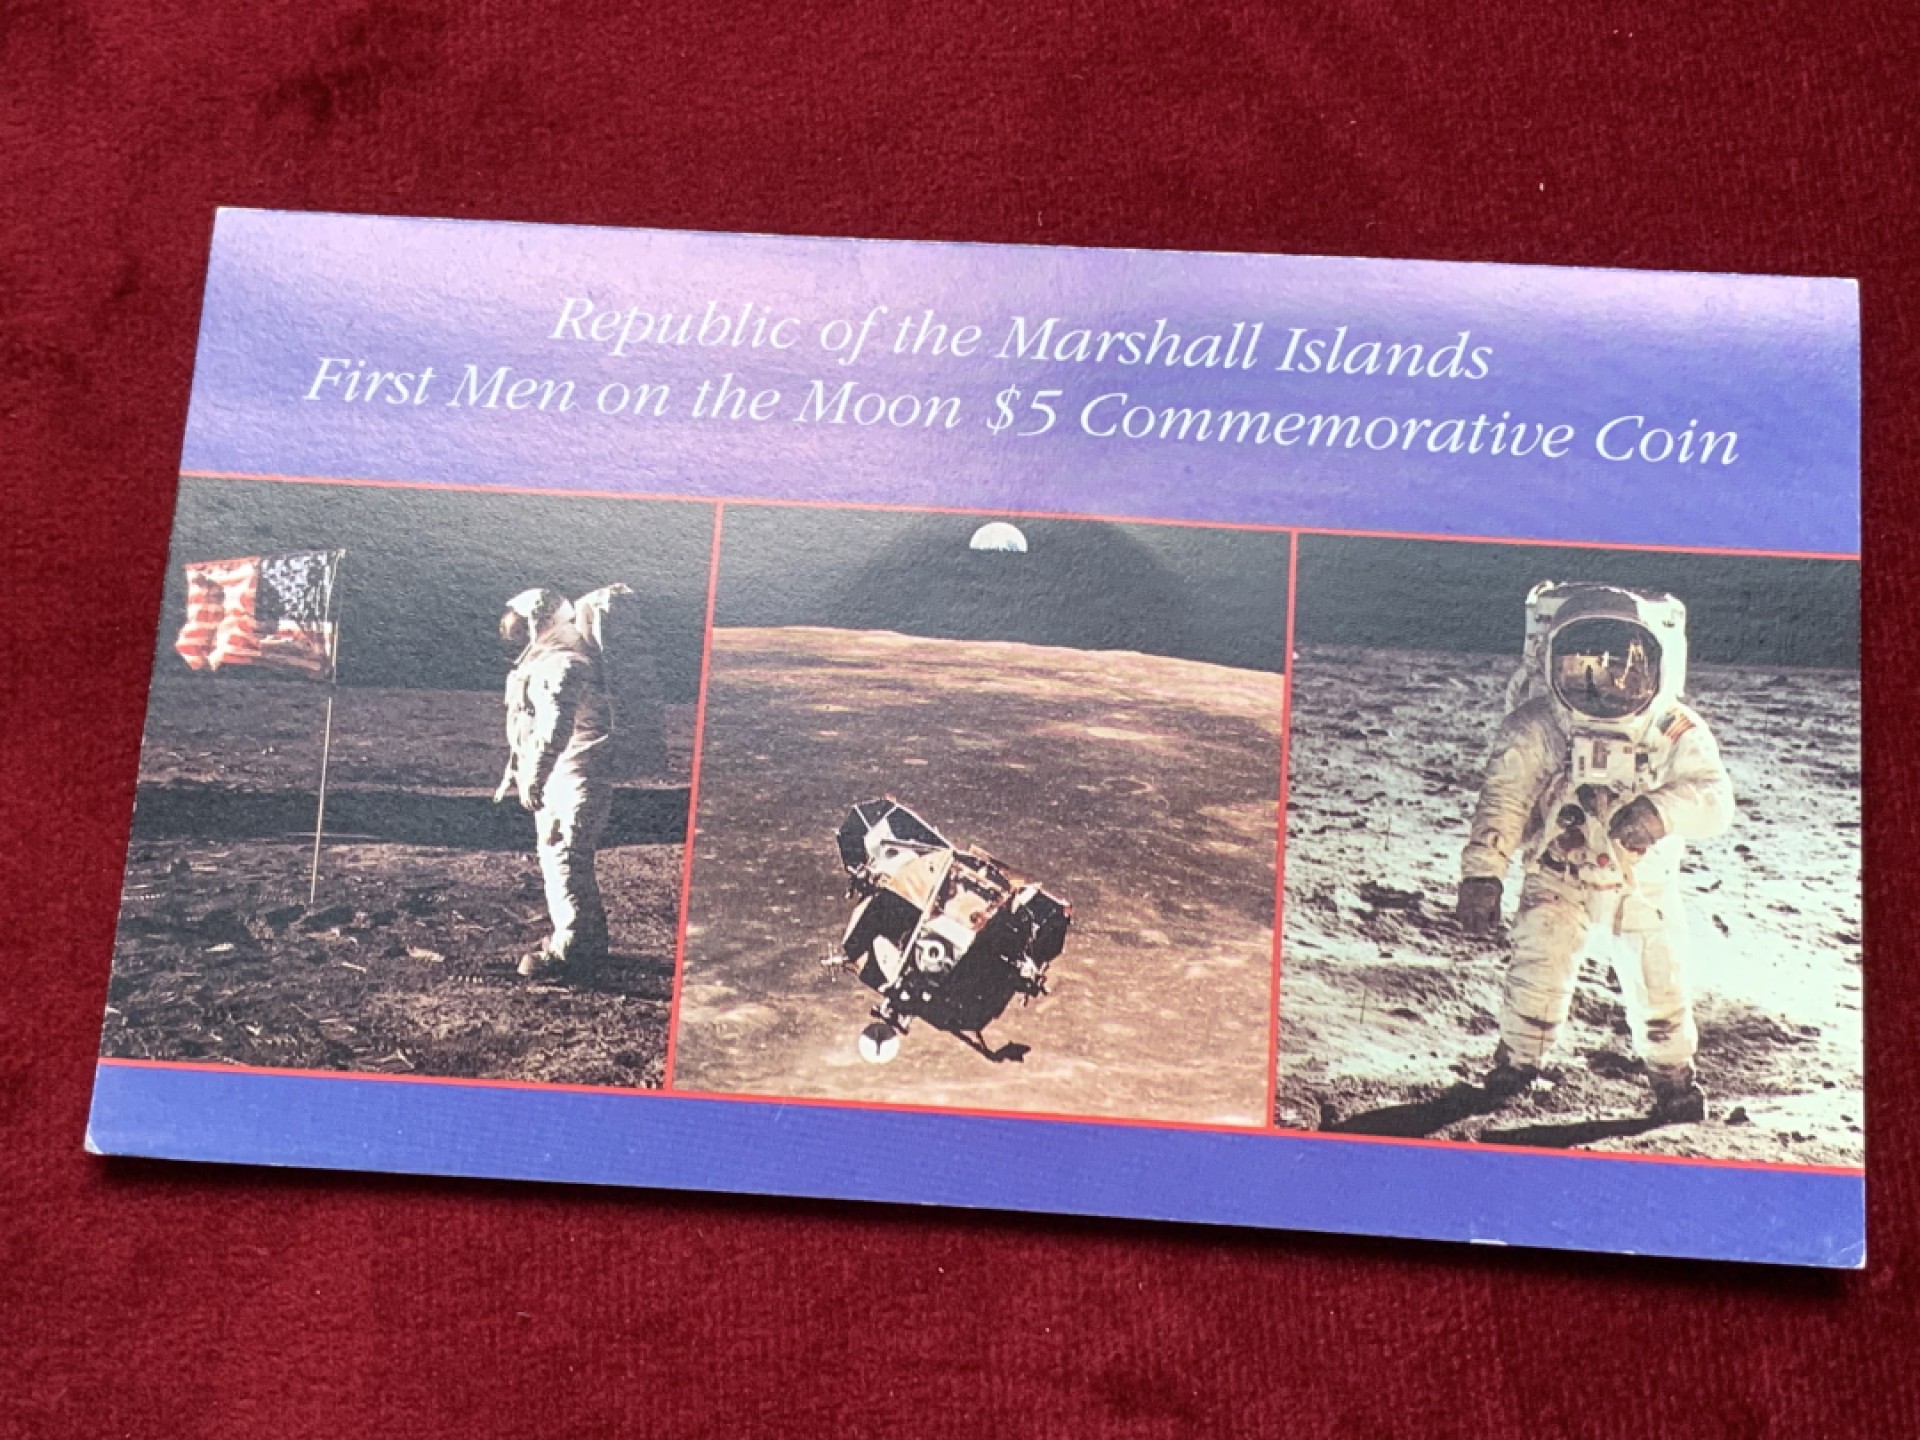 Republic of the Marshall Islands
First Men on the Moon $5 Commemorative Coin